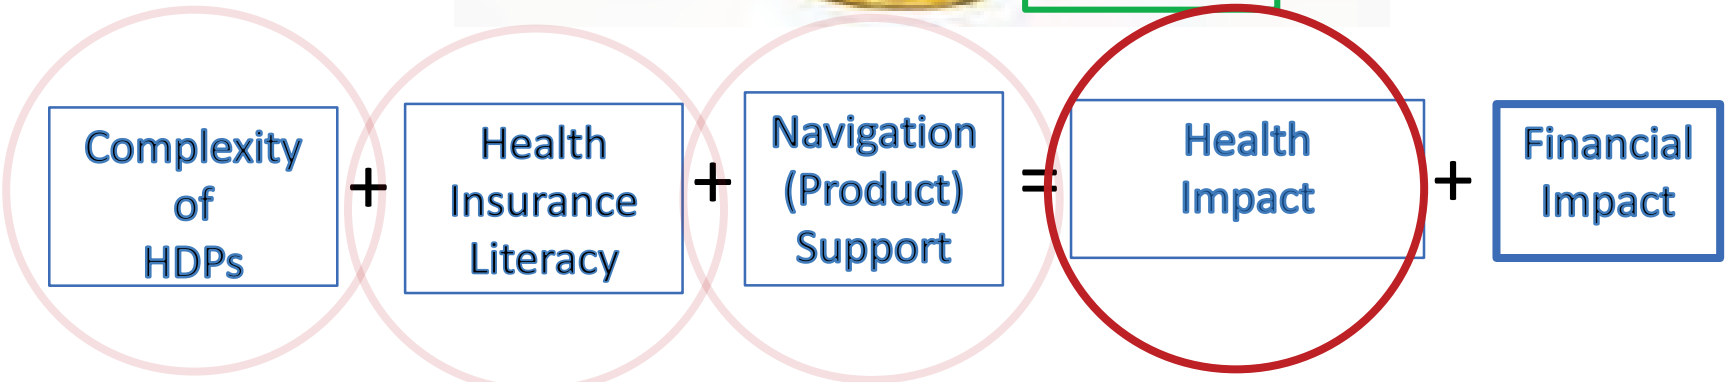 Complexity
of
HDPs
+
Health
Insurance
Literacy
+
Navigation
(Product)
Support
=
Health
Impact
+
Financial
Impact